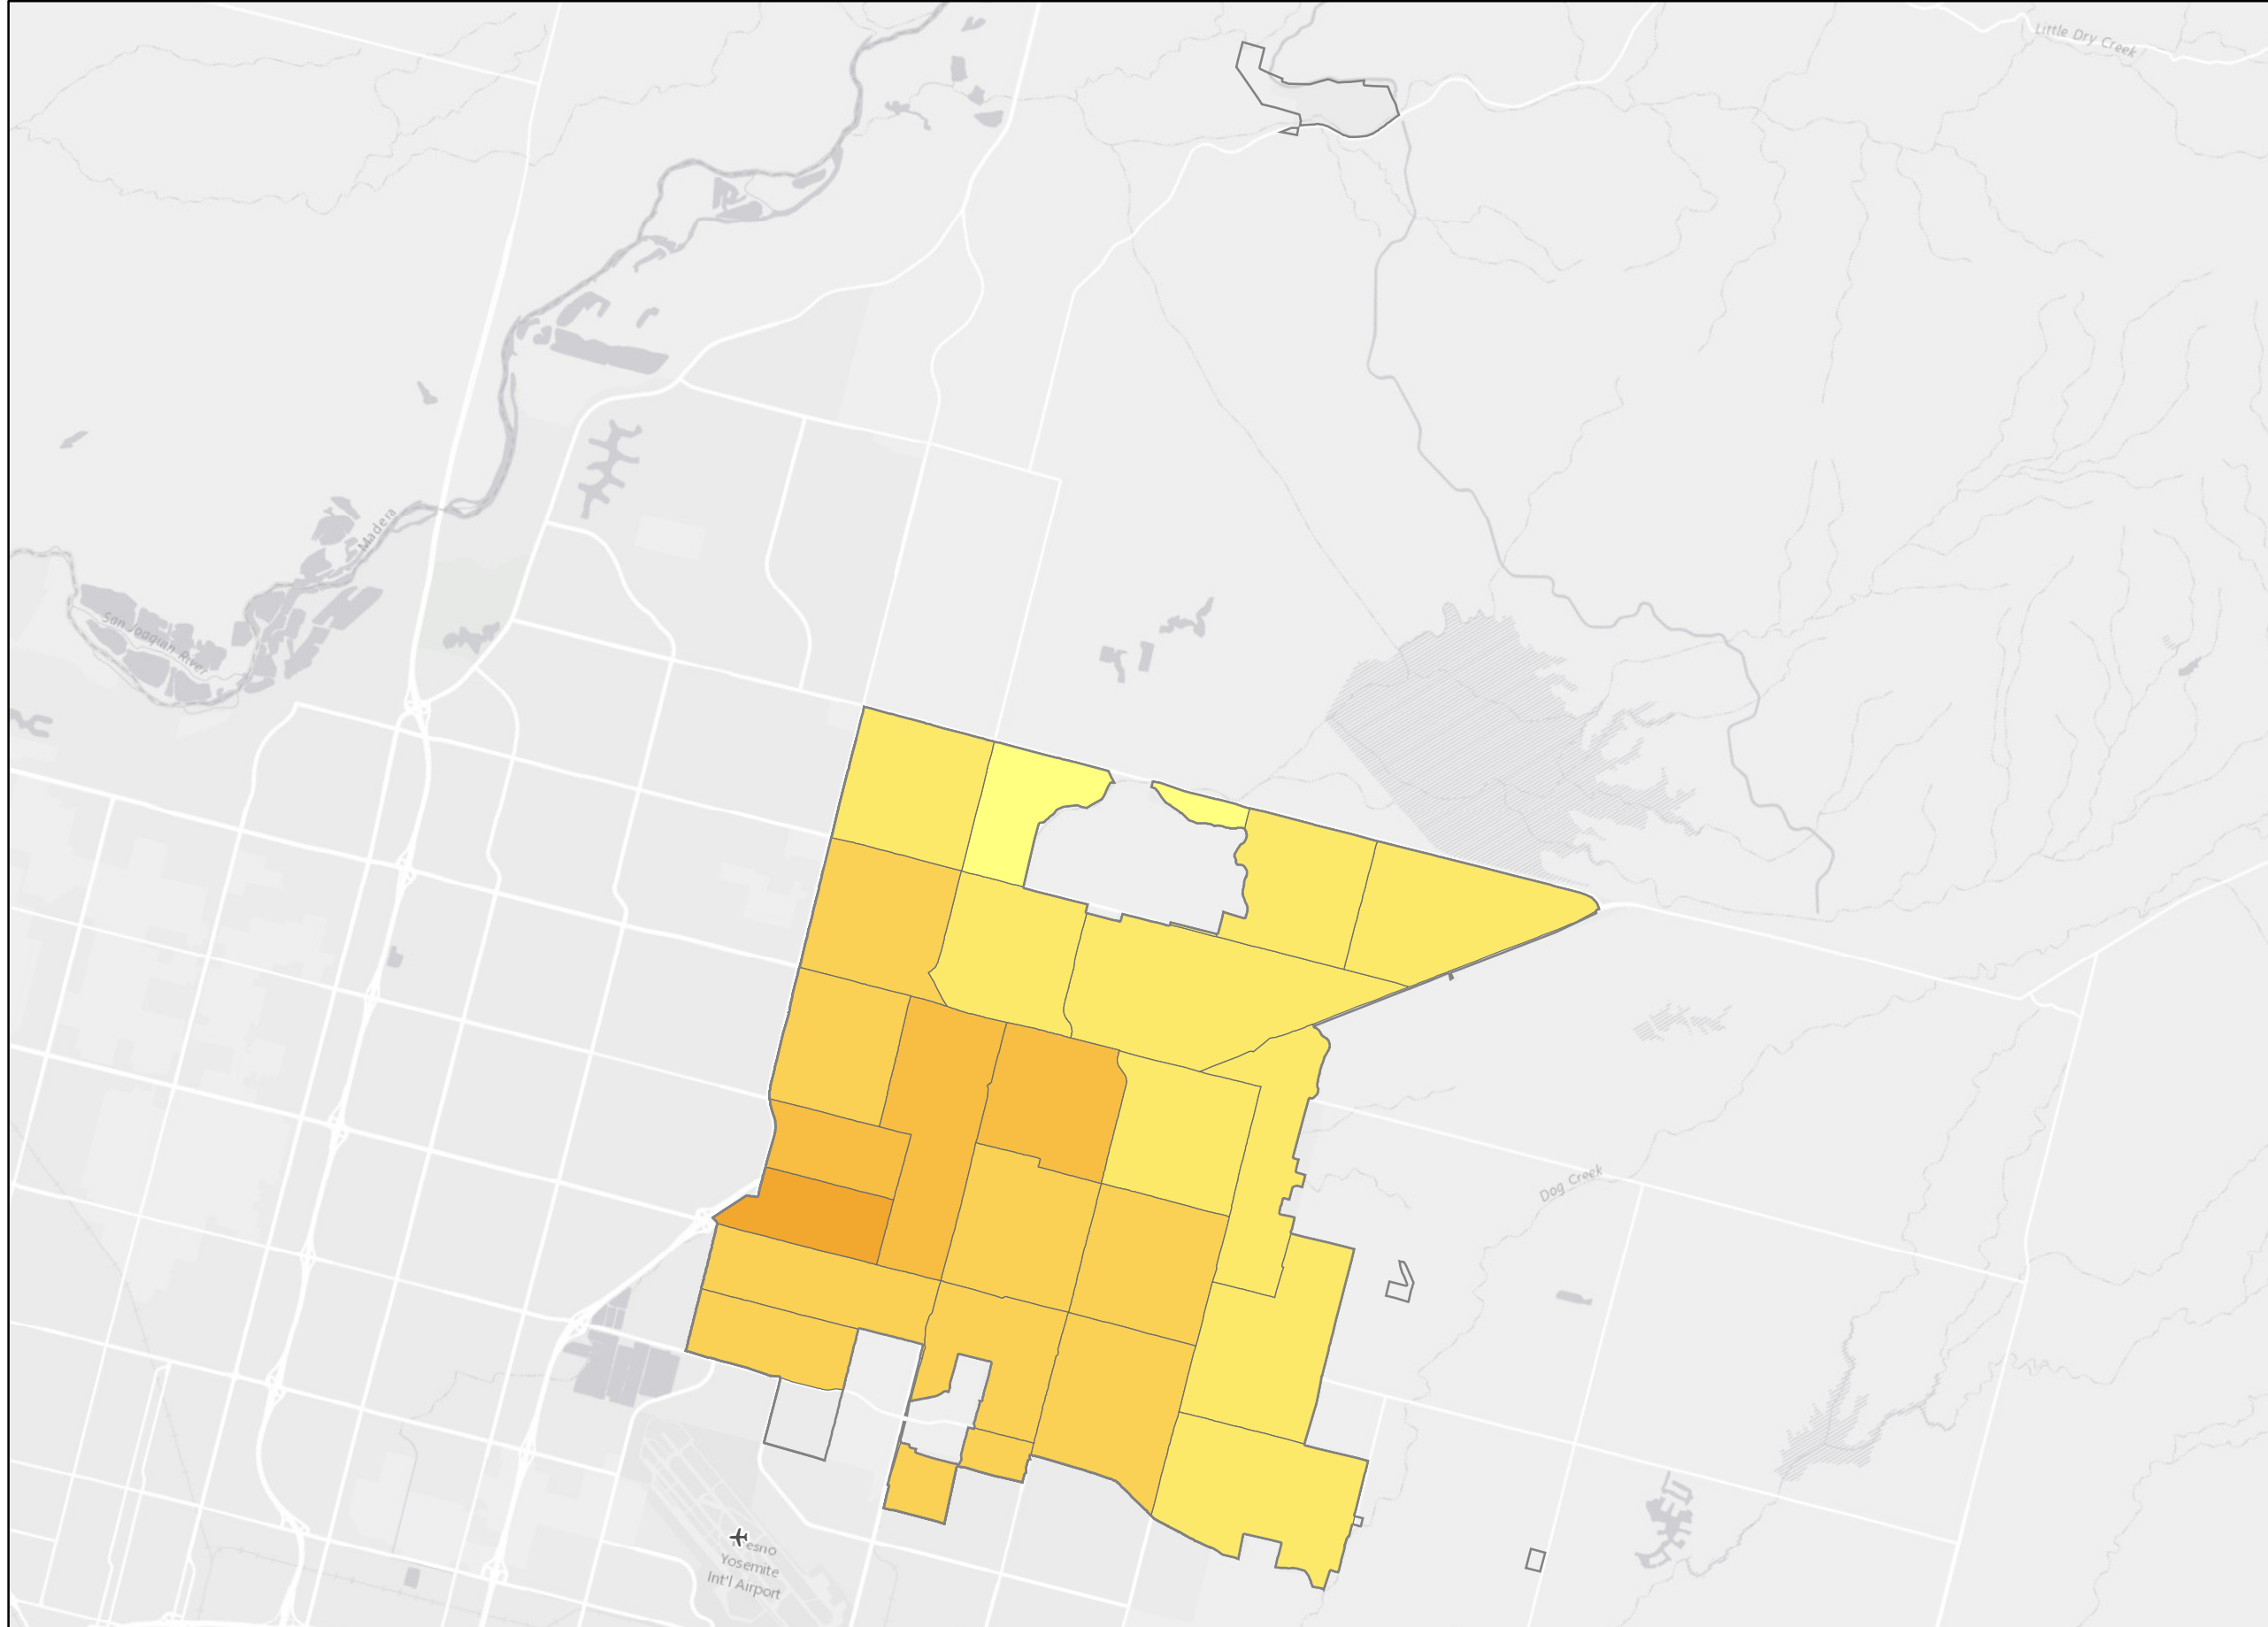 Little Dry Creek
Madera
San Joaquin River
Dog Creek
Fresno
Yosemite
Int'l Airport